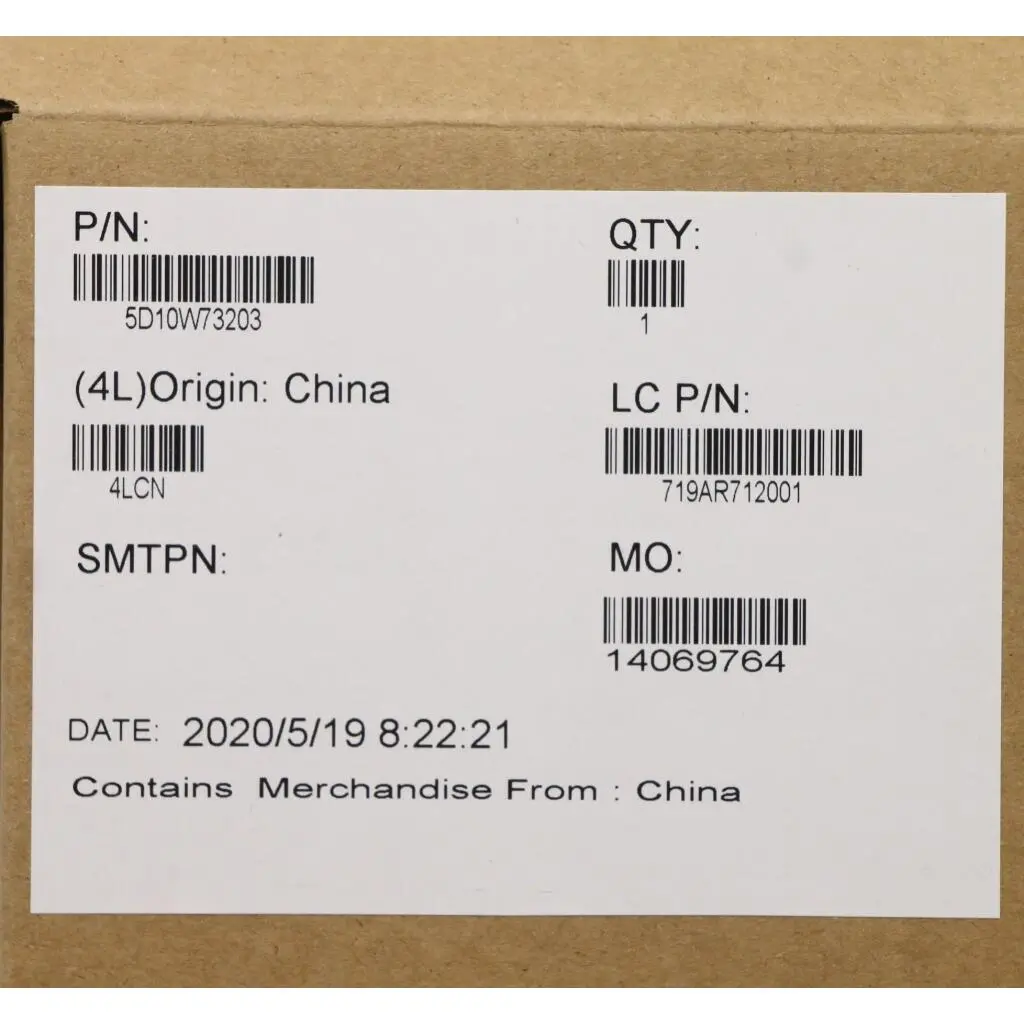 P/N:
5D10W73203
QTY:
1
(4L)Origin: China
4LCN
LC P/N:
719AR712001
SMTPN:
MO:
14069764
DATE: 2020/5/19 8:22:21
Contains Merchandise From : China